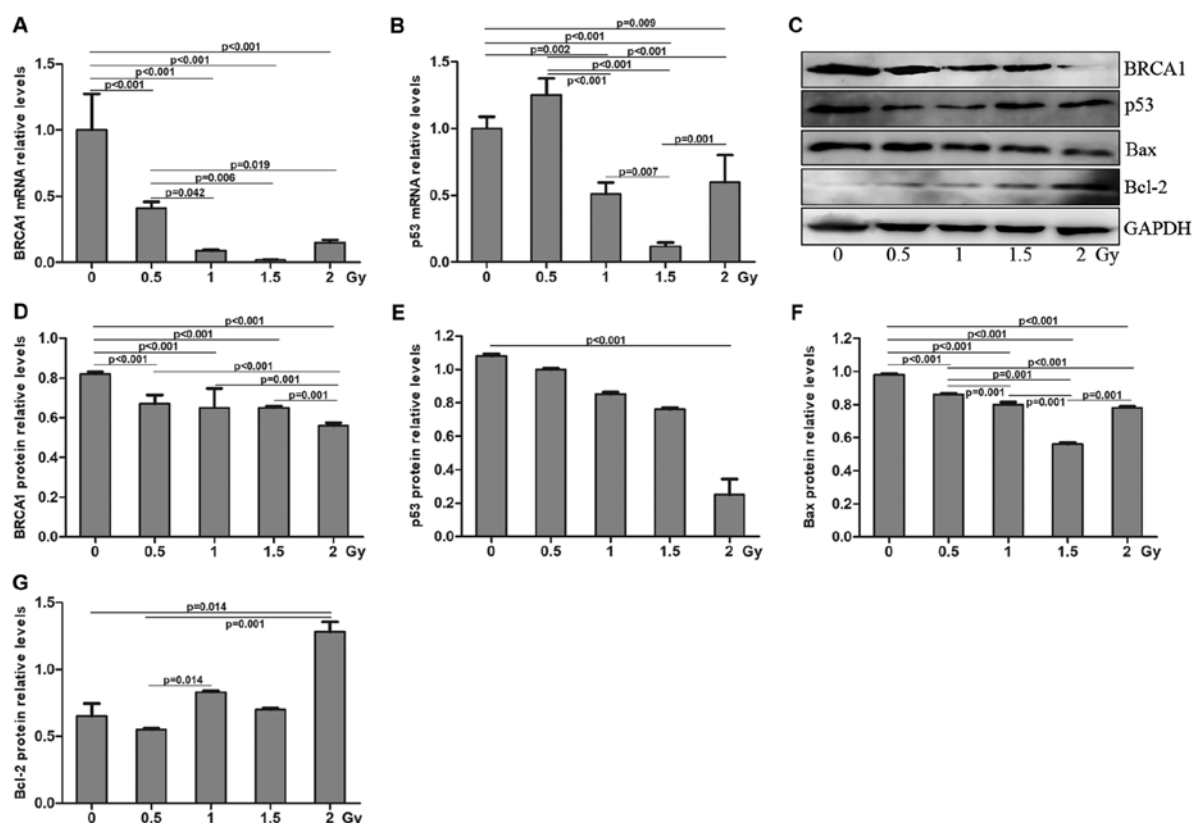 A
p<0.001
p<0.001
p<0.001
p<0.001
p=0.019
p=0.006
p=0.042
BRCA1 mRNA relative levels
1.5
1.0
0.5
0.0
0 0.5 1 1.5 2 Gy
B
p=0.009
p<0.001
p=0.002 p<0.001
p<0.001
p<0.001
p=0.001
p=0.007
p53 mRNA relative levels
1.5
1.0
0.5
0.0
0 0.5 1 1.5 2 Gy
C
BRCA1
p53
Bax
Bcl-2
GAPDH
0 0.5 1 1.5 2 Gy
D
p<0.001
p<0.001
p<0.001
p<0.001 p<0.001
p=0.001
p=0.001
BRCA1 protein relative levels
1.0
0.8
0.6
0.4
0.2
0.0
0 0.5 1 1.5 2 Gy
E
p<0.001
p53 protein relative levels
1.2
1.0
0.8
0.6
0.4
0.2
0.0
0 0.5 1 1.5 2 Gy
F
p<0.001
p<0.001
p<0.001
p<0.001 p<0.001
p=0.001
p=0.001 p=0.001
p=0.001
Bax protein relative levels
1.2
1.0
0.8
0.6
0.4
0.2
0.0
0 0.5 1 1.5 2 Gy
G
p=0.014
p=0.001
p=0.014
Bcl-2 protein relative levels
1.5
1.0
0.5
0.0
0 0.5 1 1.5 2 Gy